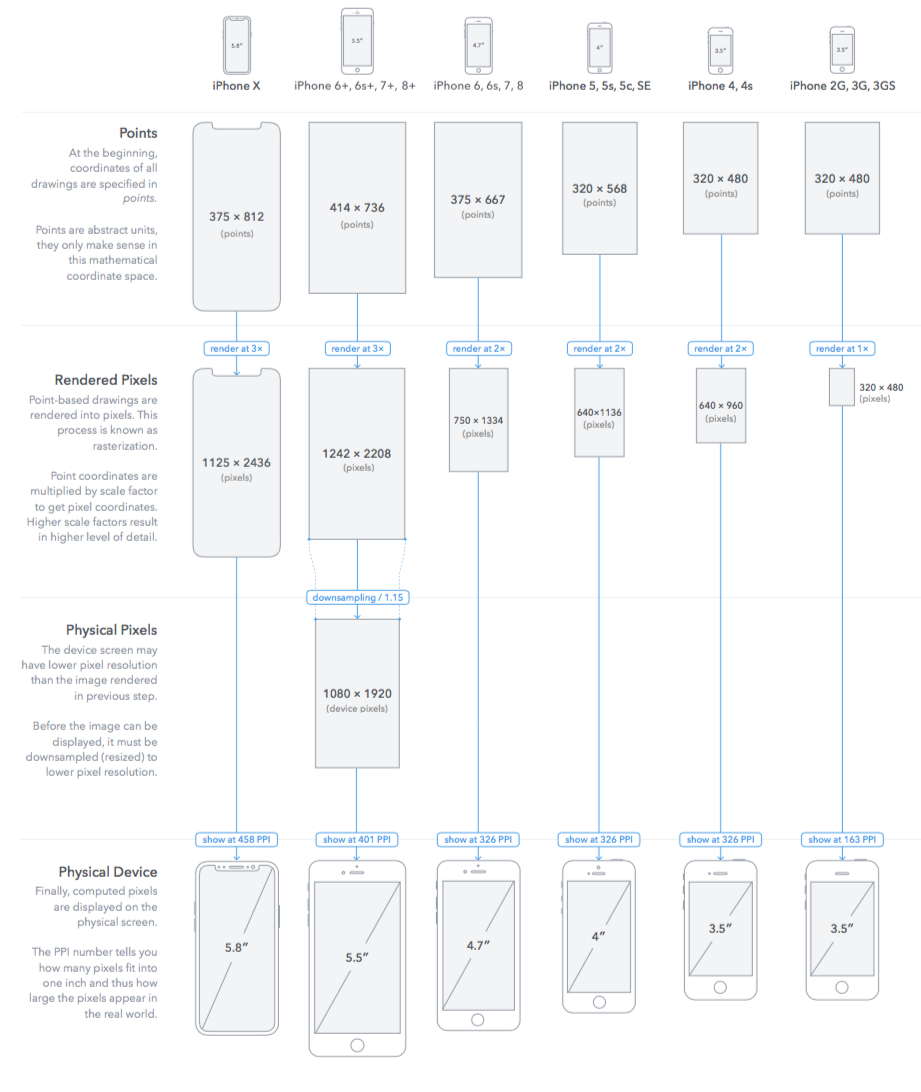 5.8″
5.5″
4.7″
4″
3.5″
3.5″
iPhone X
iPhone 6+, 6s+, 7+, 8+
iPhone 6, 6s, 7, 8
iPhone 5, 5s, 5c, SE
iPhone 4, 4s
iPhone 2G, 3G, 3GS
Points
At the beginning,
coordinates of all
drawings are specified in
points.
Points are abstract units,
they only make sense in
this mathematical
coordinate space.
375 × 812
(points)
414 × 736
(points)
375 × 667
(points)
320 × 568
(points)
320 × 480
(points)
320 × 480
(points)
render at 3×
render at 3×
render at 2×
render at 2×
render at 2×
render at 1×
Rendered Pixels
Point-based drawings are
rendered into pixels. This
process is known as
rasterization.
Point coordinates are
multiplied by scale factor
to get pixel coordinates.
Higher scale factors result
in higher level of detail.
1125 × 2436
(pixels)
1242 × 2208
(pixels)
750 × 1334
(pixels)
640×1136
(pixels)
640 × 960
(pixels)
320 × 480
(pixels)
downsampling / 1.15
Physical Pixels
The device screen may
have lower pixel resolution
than the image rendered
in previous step.
Before the image can be
displayed, it must be
downsampled (resized) to
lower pixel resolution.
1080 × 1920
(device pixels)
show at 458 PPI
show at 401 PPI
show at 326 PPI
show at 326 PPI
show at 326 PPI
show at 163 PPI
Physical Device
Finally, computed pixels
are displayed on the
physical screen.
The PPI number tells you
how many pixels fit into
one inch and thus how
large the pixels appear in
the real world.
5.8″
5.5″
4.7″
4″
3.5″
3.5″